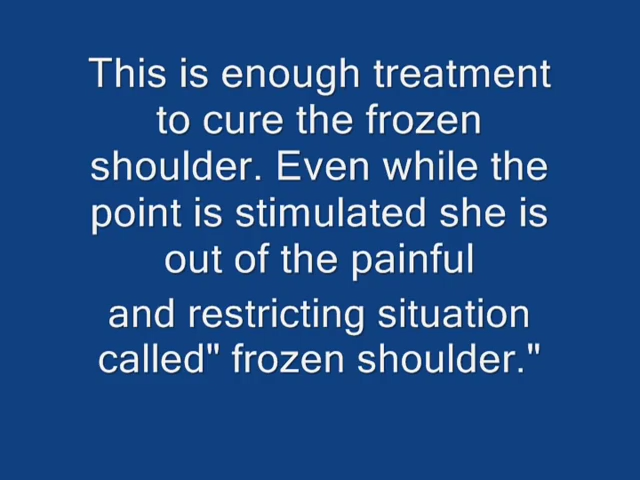 This is enough treatment
to cure the frozen
shoulder. Even while the
point is stimulated she is
out of the painful
and restricting situation
called" frozen shoulder."